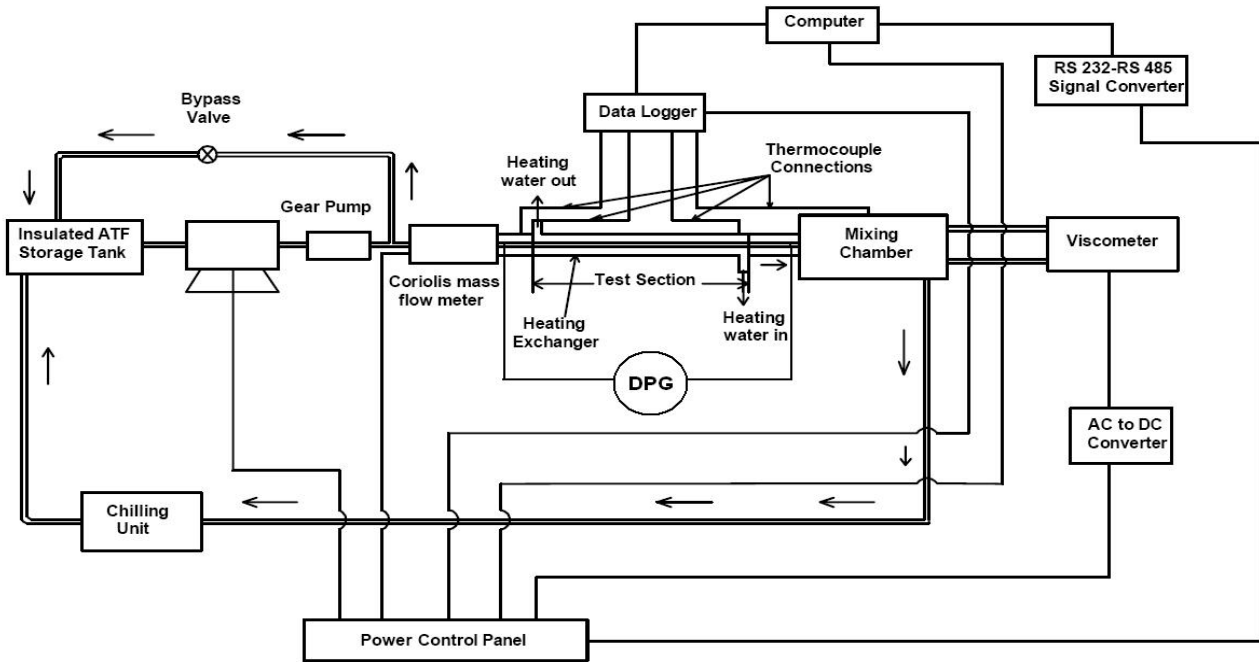 Computer
RS 232-RS 485
Signal Converter
Bypass
Valve
Data Logger
Heating
water out
Thermocouple
Connections
Gear Pump
Insulated ATF
Storage Tank
Coriolis mass
flow meter
Mixing
Chamber
Viscometer
Test Section
Heating
Exchanger
Heating
water in
DPG
AC to DC
Converter
Chilling
Unit
Power Control Panel